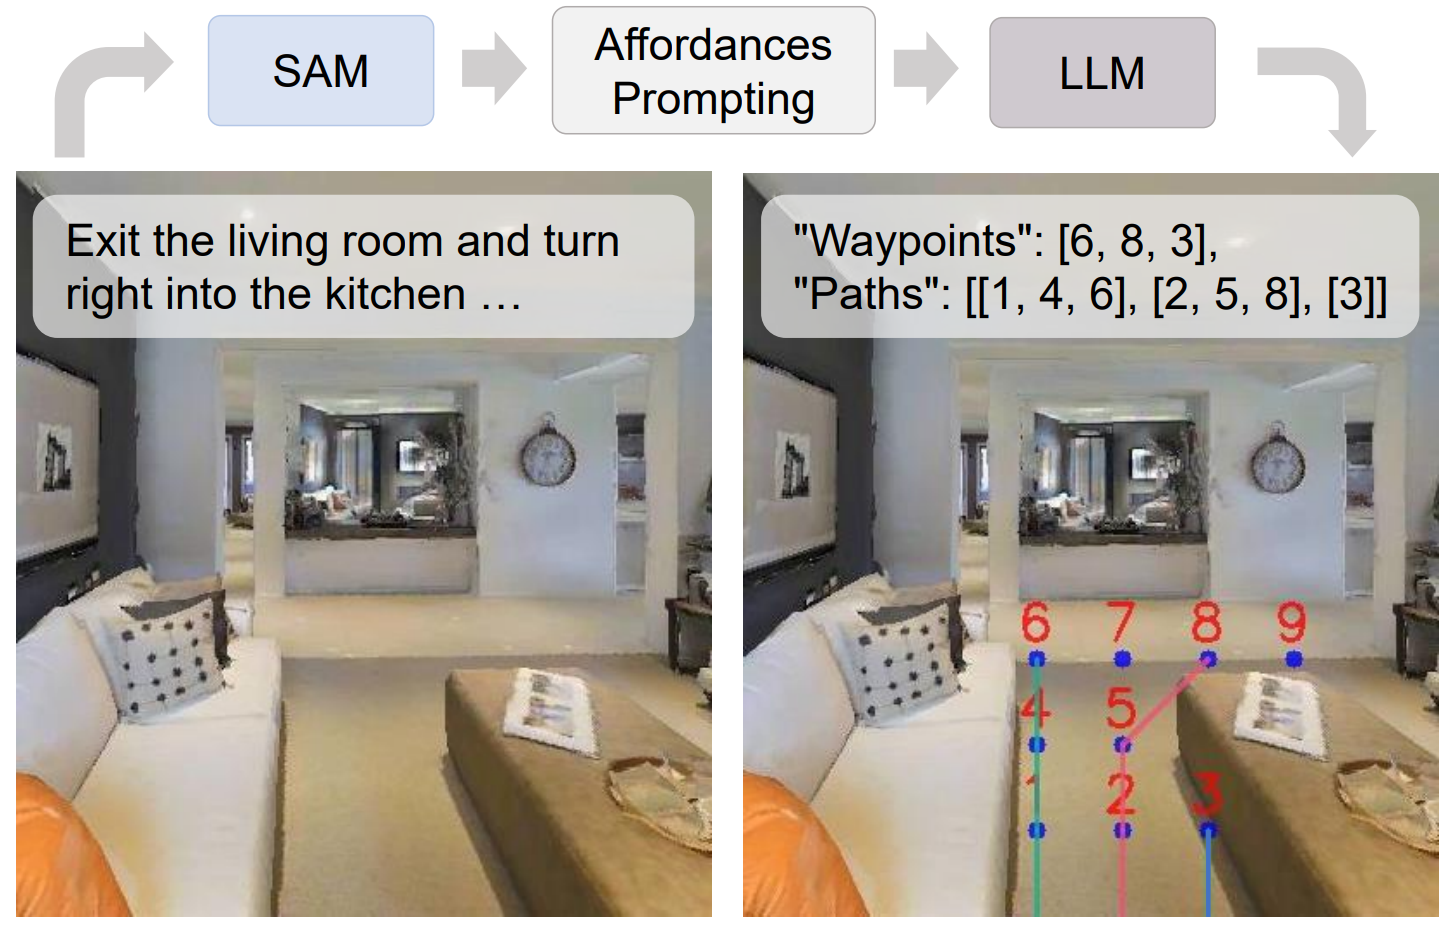 SAM
Affordances
Prompting
LLM
Exit the living room and turn
right into the kitchen …
"Waypoints": [6, 8, 3],
"Paths": [[1, 4, 6], [2, 5, 8], [3]]
6 7 8 9
4 5
1 2 3